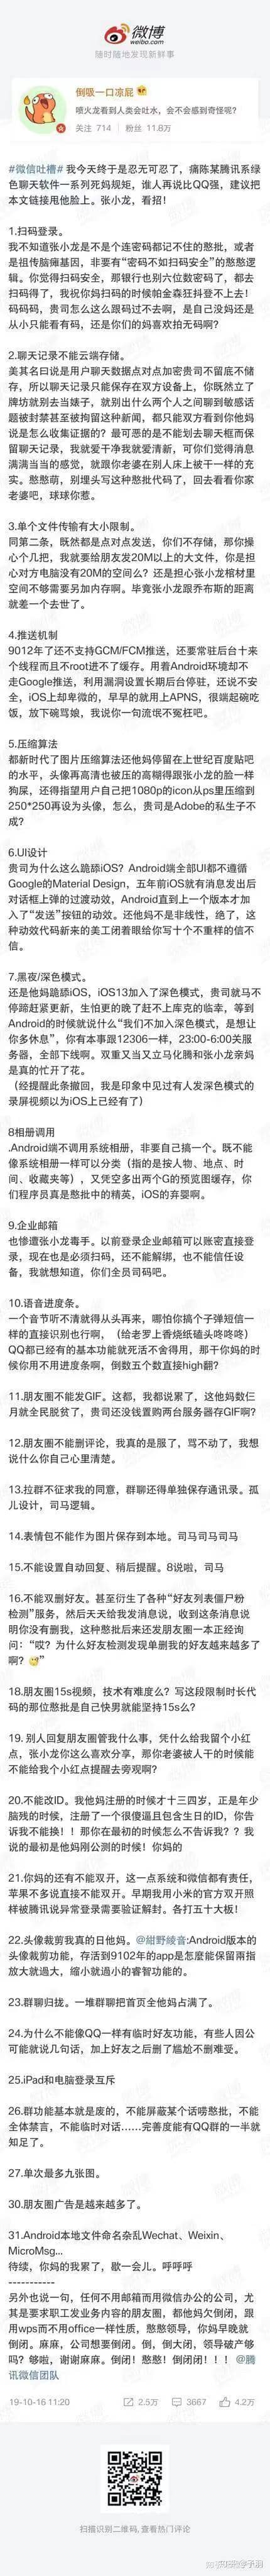 微博
weibo.com
随时随地发现新鲜事
倒吸一口凉屁
喷火龙看到人类会吐水，会不会感到奇怪呢？
关注 714 粉丝 11.8万
#微信吐槽# 我今天终于是忍无可忍了，痛陈某腾讯系绿
色聊天软件一系列死妈规矩，谁人再说比QQ强，建议把
本文链接甩他脸上。张小龙，看招！
1.扫码登录。
我不知道张小龙是不是个连密码都记不住的憨批，或者
是祖传脑瘫基因，非要有“密码不如扫码安全”的憨憨逻
辑。你觉得扫码安全，那银行也别六位数密码了，都去
扫码得了，我祝你妈扫码的时候帕金森狂抖登不上去！
码码码，贵司怎么这么跟码过不去啊，是自己没妈还是
从小只能看有码，还是你们的妈喜欢拍无码啊？
2.聊天记录不能云端存储。
美其名曰说是用户聊天数据点对点加密贵司不留底不储
存，所以聊天记录只能保存在双方设备上，你既然立了
牌坊就别去当婊子，就别出什么两个人之间聊到敏感话
题被封禁甚至被拘留这种新闻，都只能双方看到你他妈
说是怎么收集证据的？最可恶的是不能划去聊天框而保
留聊天记录，我就爱干净我就爱清新，可你们觉得消息
满满当当的感觉，就跟你老婆在别人床上被干一样的充
实。憨憨萌，别埋头写这种憨批代码了，回去看看你家
老婆吧，球球你惹。
3.单个文件传输有大小限制。
同第二条，既然都是点对点发送，你们不存储，那你操
心个几把，我就要给朋友发20M以上的大文件，你是担
心对方电脑没有20M的空间么？还是担心张小龙棺材里
空间不够需要另加内存啊。毕竟张小龙跟乔布斯的距离
就差一个去世了。
4.推送机制
9012年了还不支持GCM/FCM推送，还要常驻后台十来
个线程而且不root进不了缓存。用着Android环境却不
走Google推送，利用漏洞设置长期后台停驻，还说不安
全，iOS上却卑微的，早早的就用上APNS，很端起碗吃
饭，放下碗骂娘，我说你一句流氓不冤枉吧。
5.压缩算法
都新时代了图片压缩算法还他妈停留在上世纪百度贴吧
的水平，头像再高清也被压的高糊得跟张小龙的脸一样
狗屎，还得指望用户自己把1080p的icon从ps里压缩到
250*250再设为头像，怎么，贵司是Adobe的私生子不
成？
6.UI设计
贵司为什么这么跪舔iOS？Android端全部UI都不遵循
Google的Material Design，五年前iOS就有消息发出后
对话框上弹的过渡动效，Android直到上一个版本才加
入了“发送”按钮的动效。还他妈不是非线性，绝了，这
种动效代码新来的美工闭着眼给你写十个不重样的信不
信。
7.黑夜/深色模式。
还是他妈跪舔iOS，iOS13加入了深色模式，贵司就马不
停蹄赶紧更新，生怕更的晚了赶不上库克的临幸，等到
Android的时候就说什么“我们不加入深色模式，是想让
你多休息”，你有本事跟12306一样，23:00-6:00关服
务器，全部下线啊。双重又当又立马化腾和张小龙亲妈
是真的忙开了花。
（经提醒此条撤回，我是印象中见过有人发深色模式的
录屏视频以为iOS上已经有了）
8相册调用
.Android端不调用系统相册，非要自己搞一个。既不能
像系统相册一样可以分类（指的是按人物、地点、时
间、收藏夹等），又凭空多出两个G的预览图缓存，你
们程序员真是憨批中的精英，iOS的弃婴啊。
9.企业邮箱
也惨遭张小龙毒手。以前登录企业邮箱可以账密直接登
录，现在也是必须扫码，还不能解绑，也不能信任设
备，我就想知道，你们全员司码吧。
10.语音进度条。
一个音节听不清就得从头再来，哪怕你搞个子弹短信一
样的直接识别也行啊，（给老罗上香烧纸磕头咚咚咚）
QQ都已经有的基本功能就死活不舍得用，那干你妈的时
候你用不用进度条啊，倒数五个数直接high翻？
11.朋友圈不能发GIF。这都，我都说累了，这他妈数三
月就全民脱贫了，贵司还没钱置购两台服务器存GIF啊？
12.朋友圈不能删评论，我真的是服了，骂不动了，我想
说什么你自己心里清楚。
13.拉群不征求我的同意，群聊还得单独保存通讯录。孤
儿设计，司马逻辑。
14.表情包不能作为图片保存到本地。司马司马司马
15.不能设置自动回复、稍后提醒。8说啦，司马
16.不能双删好友。甚至衍生了各种“好友列表僵尸粉
检测”服务，然后天天给我发消息说，收到这条消息说
明你没有删我，这种憨批后来还发朋友圈一本正经询
问：“哎？为什么好友检测发现单删我的好友越来越多了
啊？”
18.朋友圈15s视频，技术有难度么？写这段限制时长代
码的那位憨批是自己快男就能坚持15s么？
19. 别人回复朋友圈管我什么事，凭什么给我留个小红
点，张小龙你这么喜欢分享，那你老婆被人干的时候能
不能给我个小红点提醒去旁观啊？
20.不能改ID。我他妈注册的时候才十三四岁，正是年少
脑残的时候，注册了一个很傻逼且包含生日的ID，你告
诉我不能换！！那你在最初的时候怎么不告诉我？？我
说的最初是他妈刚公测的时候！你妈的
21.你妈的还有不能双开，这一点系统和微信都有责任，
苹果不多说直接不能双开。早期我用小米的官方双开照
样被腾讯说异常登录需要验证解封。各打五十大板！
22.头像裁剪我真的日他妈。@紺野綾音:Android版本的
头像裁剪功能，存活到9102年的app是怎麼能保留兩指
放大就過大，縮小就過小的睿智功能的。
23.群聊归拢。一堆群聊把首页全他妈占满了。
24.为什么不能像QQ一样有临时好友功能，有些人因公
可能就说几句话，加上好友之后删了尴尬不删难受。
25.iPad和电脑登录互斥
26.群功能基本就是废的，不能屏蔽某个话唠憨批，不能
全体禁言，不能临时对话……完善度能有QQ群的一半就
知足了。
27.单次最多九张图。
30.朋友圈广告是越来越多了。
31.Android本地文件命名杂乱Wechat、Weixin、
MicroMsg...
待续，你妈的我累了，歇一会儿。呼呼呼
-----------
另外也说一句，任何不用邮箱而用微信办公的公司，尤
其是要求职工发业务内容的朋友圈，都他妈欠倒闭，跟
用wps而不用office一样性质，憨憨领导，你妈早晚就
倒闭。麻麻，公司想要倒闭。倒，倒大闭，领导破产够
吗？够啦，谢谢麻麻。倒闭！憨憨！倒闭闭！！！@腾
讯微信团队
19-10-16 11:20 2.5万 3667 4.2万
扫描识别二维码，查看热门评论